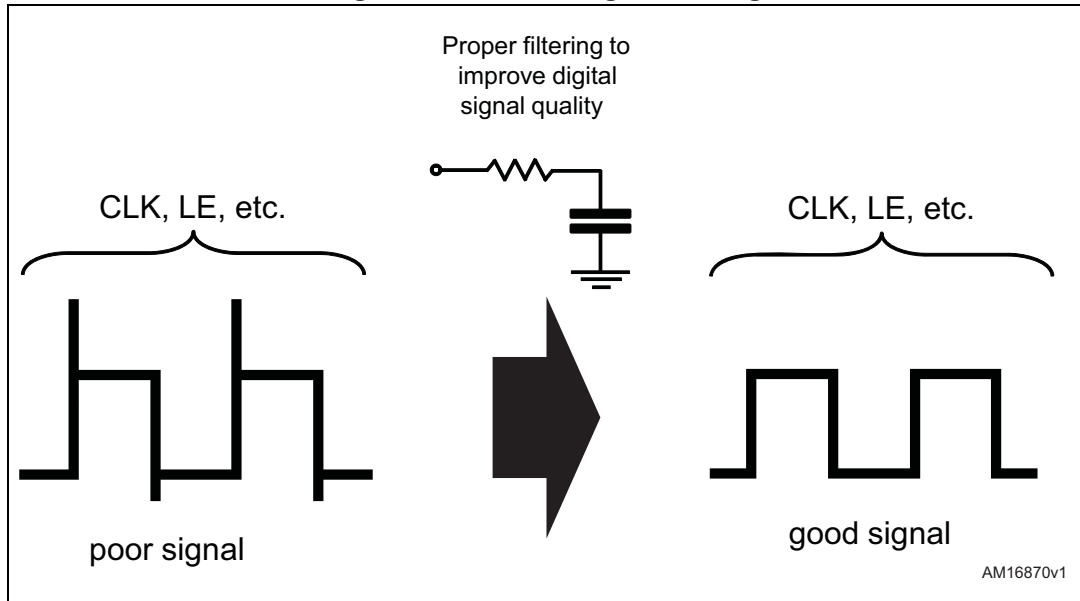 Proper filtering to
improve digital
signal quality
CLK, LE, etc.
CLK, LE, etc.
poor signal
good signal
AM16870v1